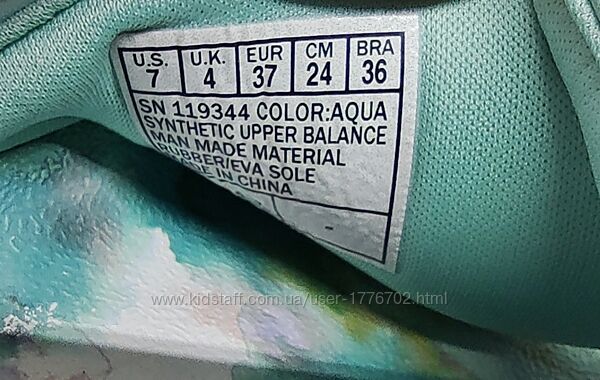 U.S. U.K. EUR CM BRA
7 4 37 24 36
SN 119344 COLOR:AQUA
SYNTHETIC UPPER BALANCE
MAN MADE MATERIAL
RUBBER/EVA SOLE
IN CHINA
-
www.kidstaff.com.ua/user-1776702.html